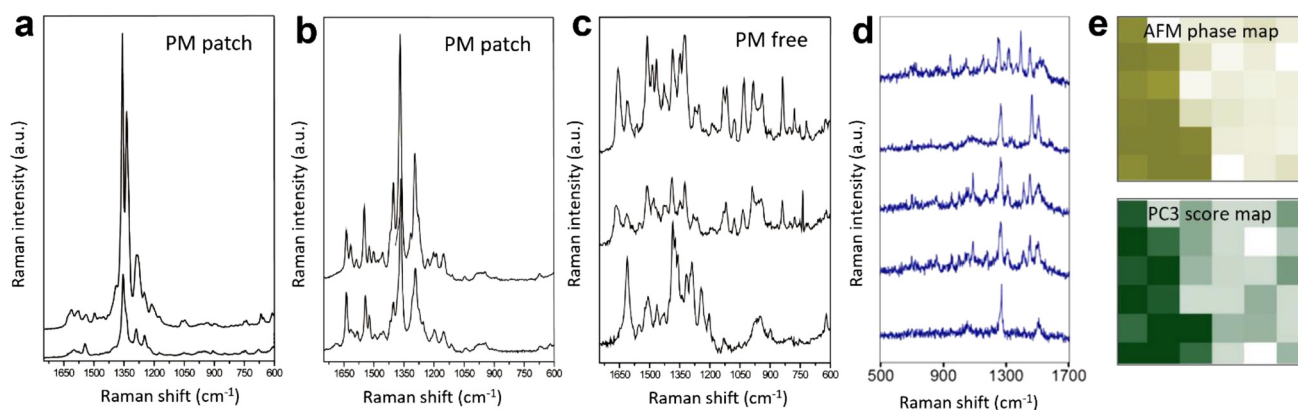 a
PM patch
Raman intensity (a.u.)
1650 1500 1350 1200 1050 900 750 600
Raman shift (cm⁻¹)
b
PM patch
Raman intensity (a.u.)
1650 1500 1350 1200 1050 900 750 600
Raman shift (cm⁻¹)
c
PM free
Raman intensity (a.u.)
1650 1500 1350 1200 1050 900 750 600
Raman shift (cm⁻¹)
d
Raman intensity (a.u.)
500 900 1300 1700
Raman shift (cm⁻¹)
e
AFM phase map
PC3 score map